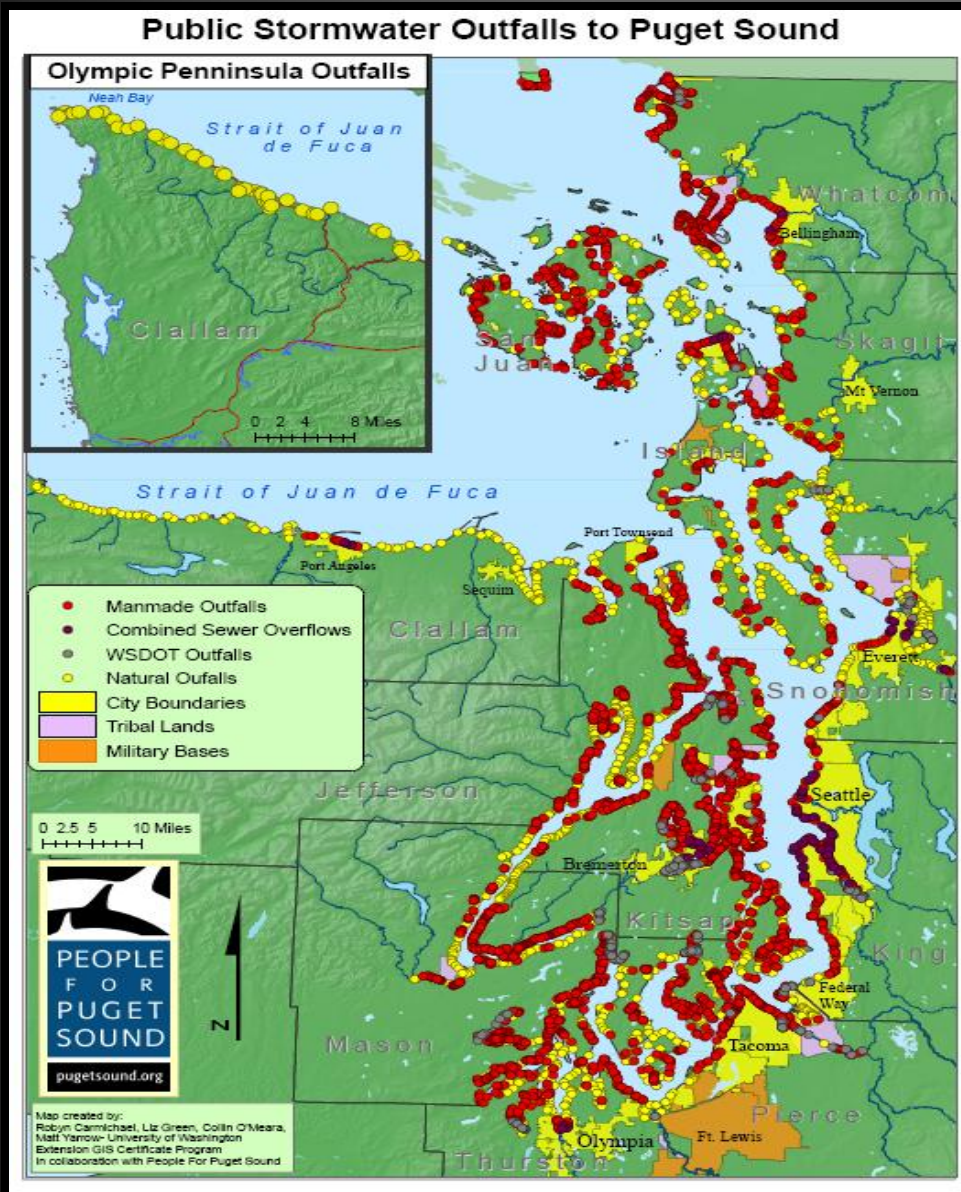 Public Stormwater Outfalls to Puget Sound
Olympic Penninsula Outfalls
Neah Bay
Strait of Juan
de Fuca
Clallam
0 2 4 8 Miles
Whatcom
Bellingham
San
Juan
Skagit
Mt Vernon
Island
Strait of Juan de Fuca
Port Townsend
Port Angeles
Sequim
Clallam
Manmade Outfalls
Combined Sewer Overflows
WSDOT Outfalls
Natural Oufalls
City Boundaries
Tribal Lands
Military Bases
Everett
Snohomish
Jefferson
Seattle
0 2.5 5 10 Miles
Bremerton
Kitsap
King
PEOPLE
FOR
PUGET
SOUND
pugetsound.org
N
Federal
Way
Mason
Tacoma
Pierce
Ft. Lewis
Olympia
Thurston
Map created by:
Robyn Carmichael, Liz Green, Collin O'Meara,
Matt Yarrow- University of Washington
Extension GIS Certificate Program
In collaboration with People For Puget Sound